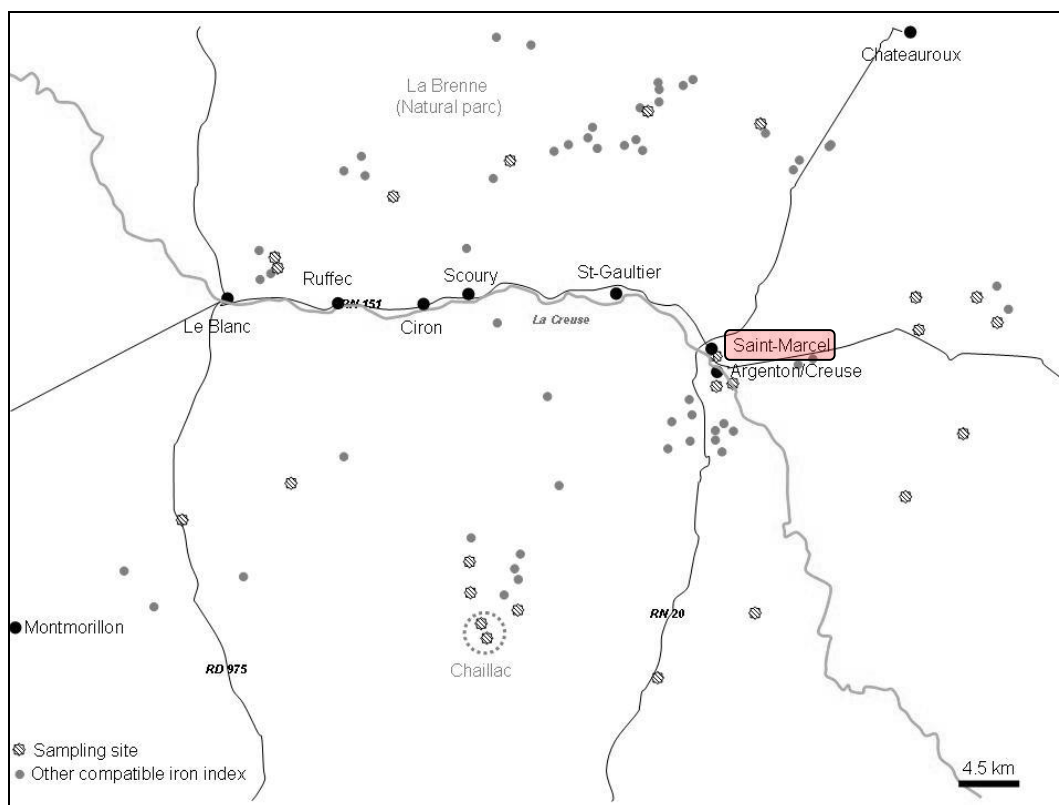 Chateauroux
La Brenne
(Natural parc)
Ruffec
Scoury
St-Gaultier
RN 151
Le Blanc
Ciron
La Creuse
Saint-Marcel
Argenton/Creuse
Montmorillon
RN 20
RD 975
Chaillac
Sampling site
Other compatible iron index
4.5 km